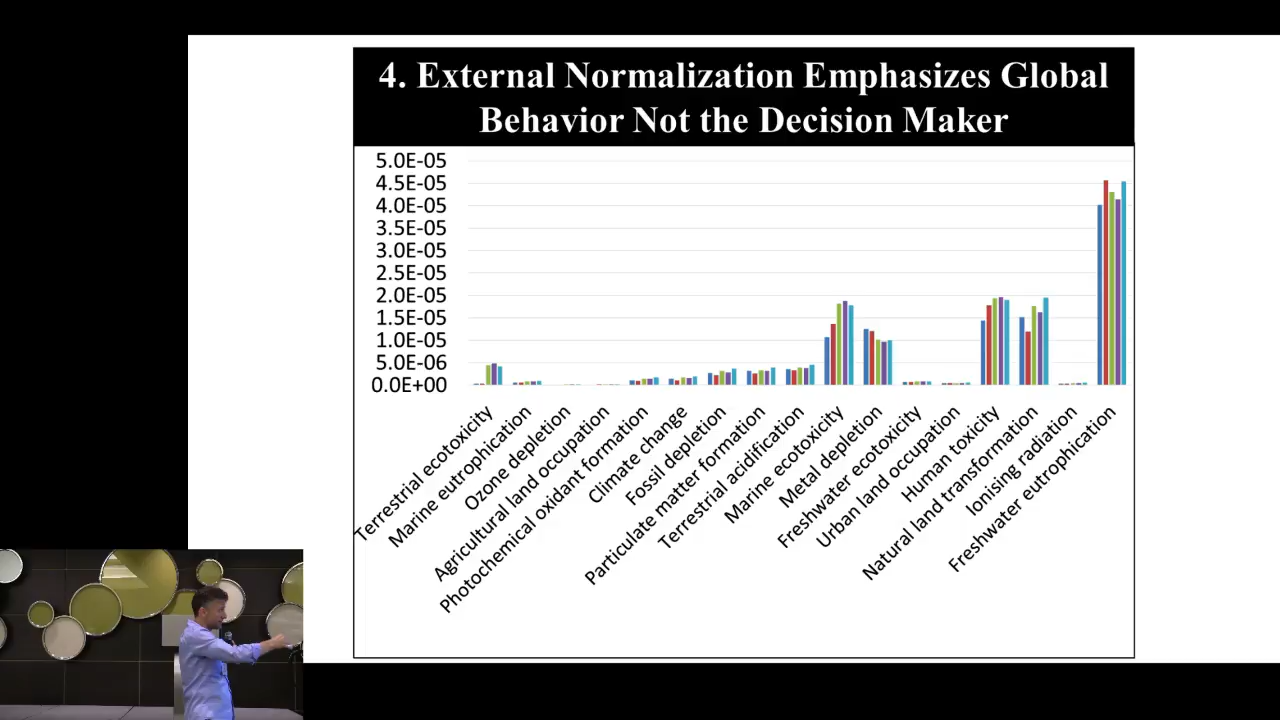 4. External Normalization Emphasizes Global
Behavior Not the Decision Maker
5.0E-05
4.5E-05
4.0E-05
3.5E-05
3.0E-05
2.5E-05
2.0E-05
1.5E-05
1.0E-05
5.0E-06
0.0E+00
Terrestrial ecotoxicity
Marine eutrophication
Ozone depletion
Agricultural land occupation
Photochemical oxidant formation
Climate change
Fossil depletion
Particulate matter formation
Terrestrial acidification
Marine ecotoxicity
Metal depletion
Freshwater ecotoxicity
Urban land occupation
Human toxicity
Natural land transformation
Ionising radiation
Freshwater eutrophication